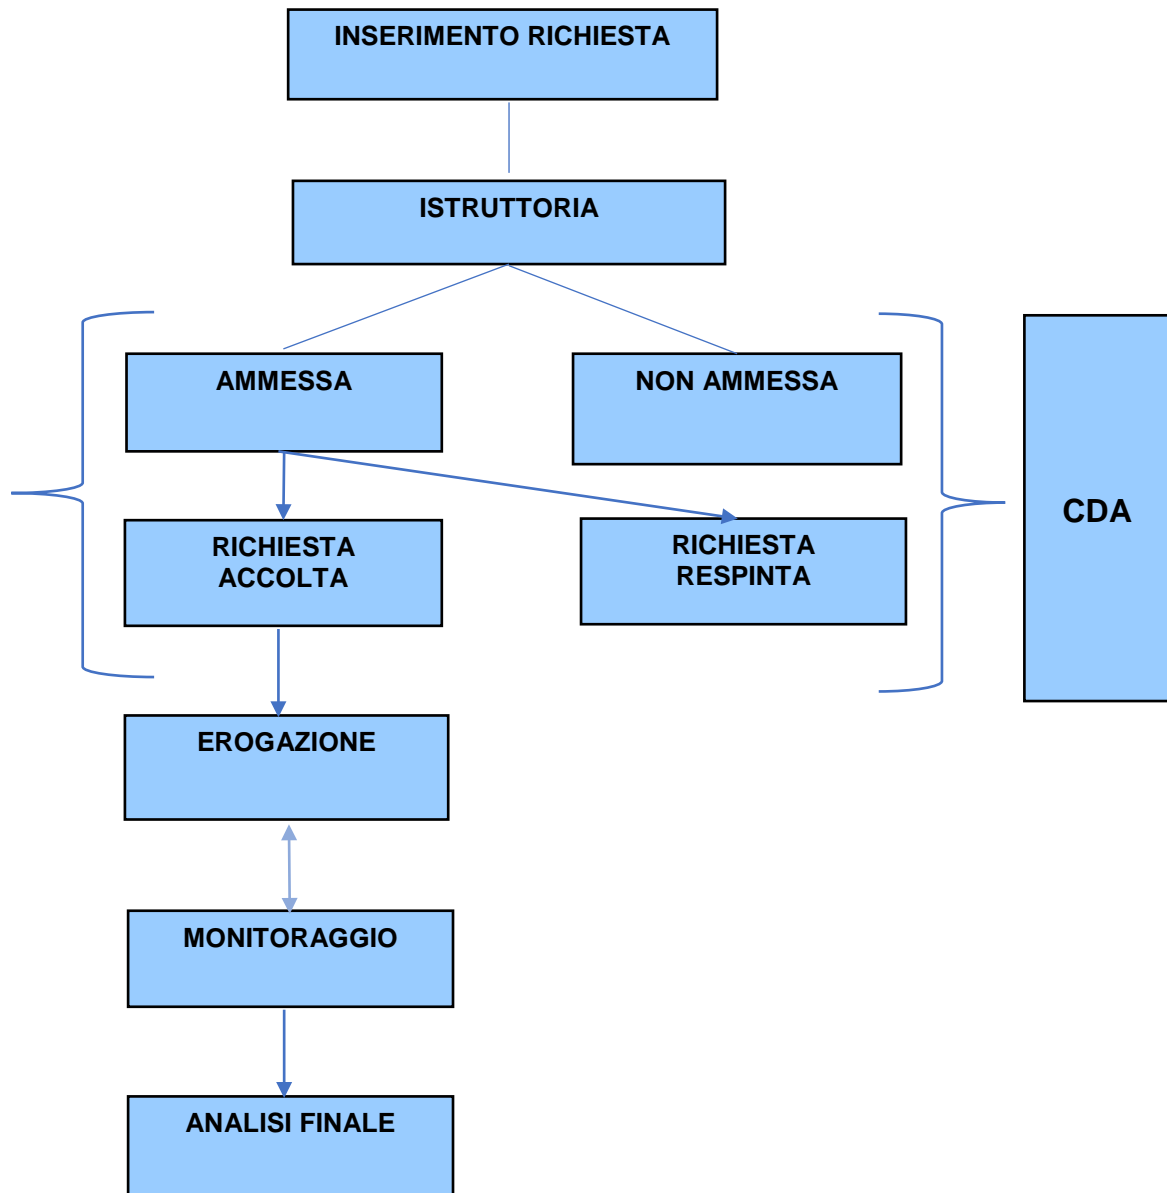 INSERIMENTO RICHIESTA
ISTRUTTORIA
AMMESSA
NON AMMESSA
CDA
RICHIESTA
ACCOLTA
RICHIESTA
RESPINTA
EROGAZIONE
MONITORAGGIO
ANALISI FINALE